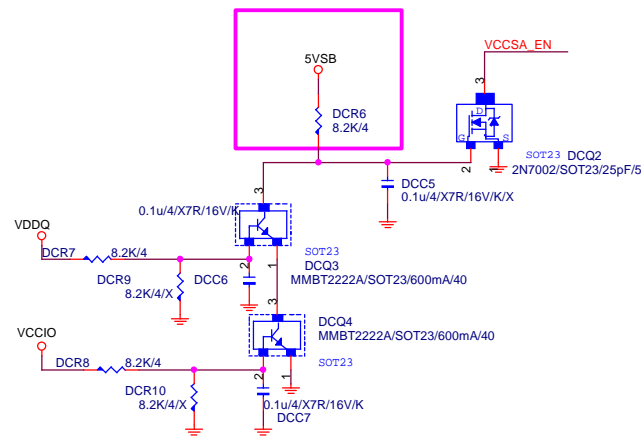 VCCSA_EN
5VSB
3
DCR6
8.2K/4
D
G
S
2
1
SOT23 DCQ2
2N7002/SOT23/25pF/5
DCC5
0.1u/4/X7R/16V/K/X
3
0.1u/4/X7R/16V/K
VDDQ
SOT23
DCR7
8.2K/4
2
1
DCQ3
MMBT2222A/SOT23/600mA/40
DCR9
8.2K/4/X
DCC6
3
DCQ4
MMBT2222A/SOT23/600mA/40
VCCIO
SOT23
DCR8
8.2K/4
2
1
DCR10
8.2K/4/X
0.1u/4/X7R/16V/K
DCC7